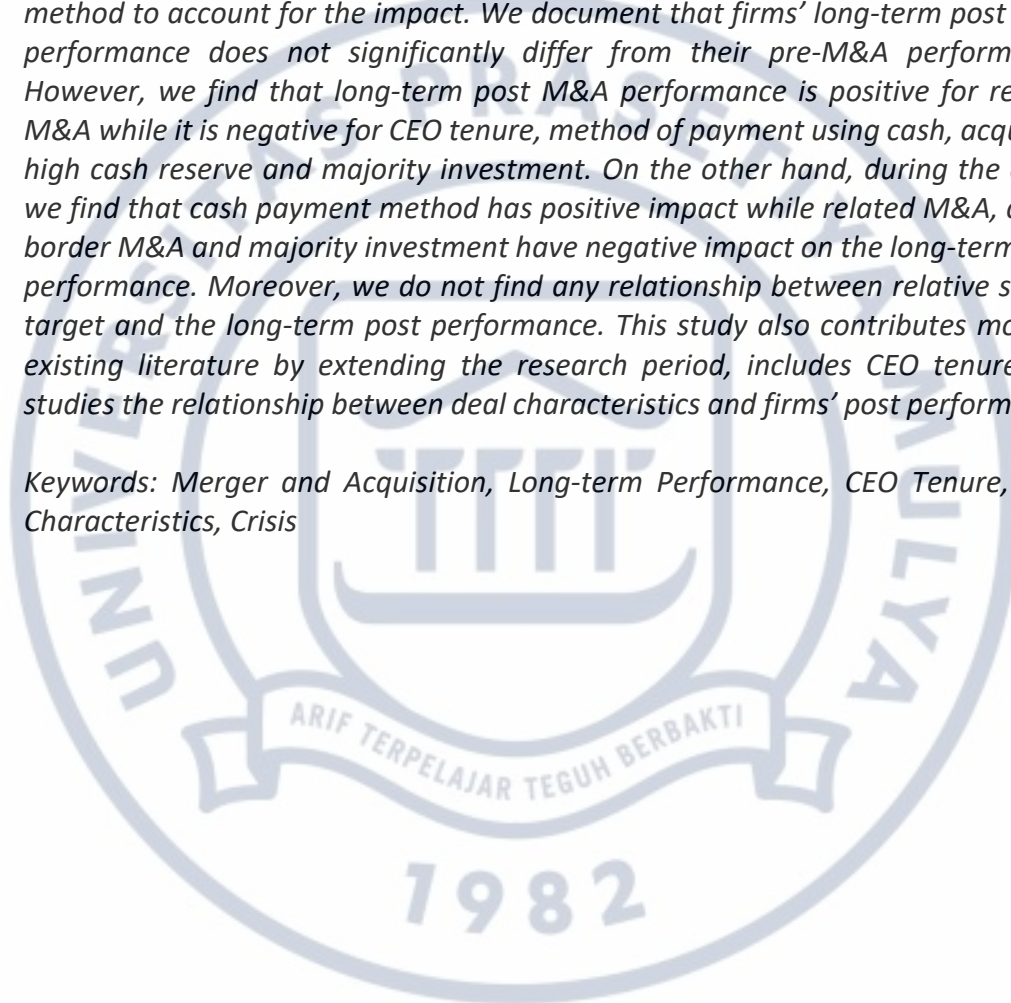 method to account for the impact. We document that firms’ long-term post
performance does not significantly differ from their pre-M&A
However, we find that long-term post M&A performance is positive for
M&A while it is negative for CEO tenure, method of payment using cash,
high cash reserve and majority investment. On the other hand, during the
we find that cash payment method has positive impact while related M&A,
border M&A and majority investment have negative impact on the long-term
performance. Moreover, we do not find any relationship between relative
target and the long-term post performance. This study also contributes
existing literature by extending the research period, includes CEO
studies the relationship between deal characteristics and firms’ post
Keywords: Merger and Acquisition, Long-term Performance, CEO Tenure,
Characteristics, Crisis
UNIVERSITAS PRASETIYA MULYA
ARIF TERPELAJAR TEGUH BERBAKTI
1982